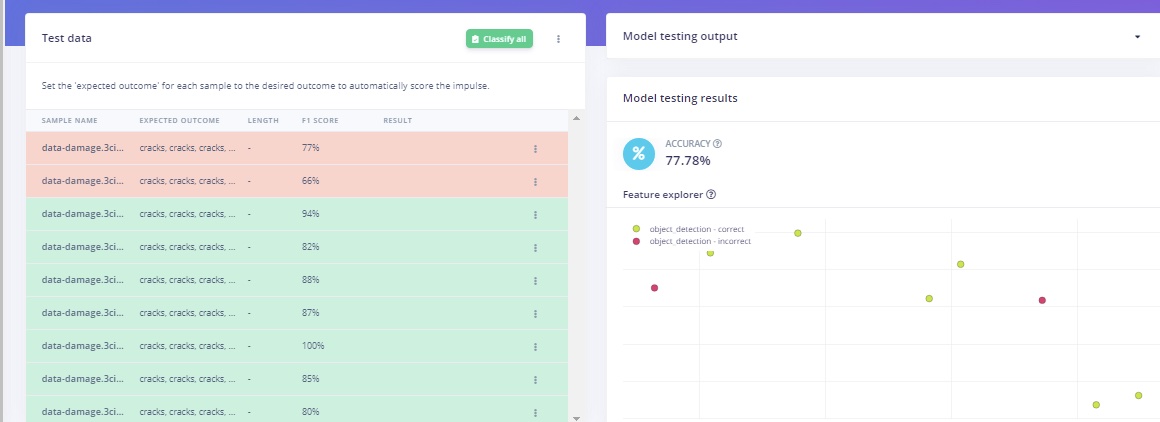 Test data
Classify all
Set the 'expected outcome' for each sample to the desired outcome to automatically score the impulse.
SAMPLE NAME EXPECTED OUTCOME LENGTH F1 SCORE RESULT
data-damage.3ci... cracks, cracks, cracks, ... - 77%
data-damage.3ci... cracks, cracks, cracks, ... - 66%
data-damage.3ci... cracks, cracks, cracks, ... - 94%
data-damage.3ci... cracks, cracks, cracks, ... - 82%
data-damage.3ci... cracks, cracks, cracks, ... - 88%
data-damage.3ci... cracks, cracks, cracks, ... - 87%
data-damage.3ci... cracks, cracks, cracks, ... - 100%
data-damage.3ci... cracks, cracks, cracks, ... - 85%
data-damage.3ci... cracks, cracks, cracks, ... - 80%
Model testing output
Model testing results
%
ACCURACY ?
77.78%
Feature explorer ?
object_detection - correct
object_detection - incorrect